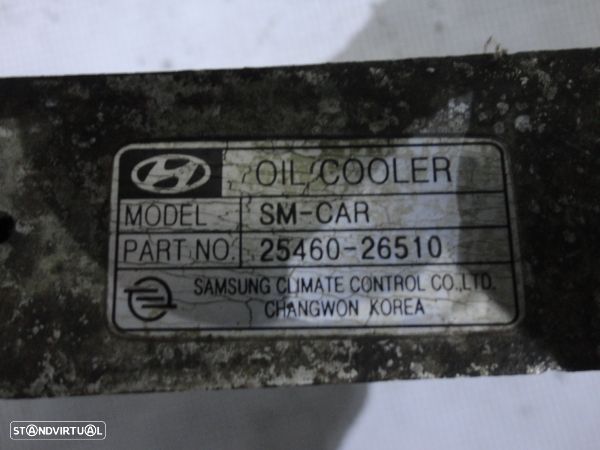 OIL COOLER
MODEL SM-CAR
PART NO. 25460-26510
SAMSUNG CLIMATE CONTROL CO.,LTD.
CHANGWON KOREA
STANDVIRTUAL